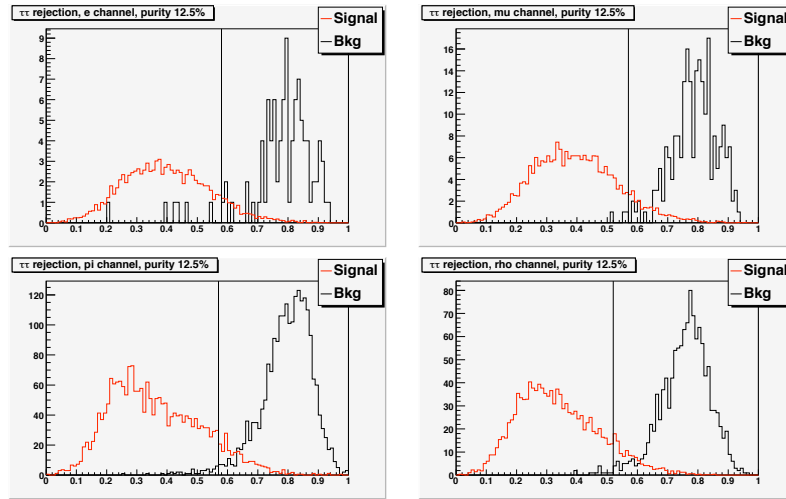 ττ rejection, e channel, purity 12.5%
Signal
Bkg
9
8
7
6
5
4
3
2
1
0
0 0.1 0.2 0.3 0.4 0.5 0.6 0.7 0.8 0.9 1
ττ rejection, mu channel, purity 12.5%
Signal
Bkg
16
14
12
10
8
6
4
2
0
0 0.1 0.2 0.3 0.4 0.5 0.6 0.7 0.8 0.9 1
ττ rejection, pi channel, purity 12.5%
Signal
Bkg
120
100
80
60
40
20
0
0 0.1 0.2 0.3 0.4 0.5 0.6 0.7 0.8 0.9 1
ττ rejection, rho channel, purity 12.5%
Signal
Bkg
80
70
60
50
40
30
20
10
0
0 0.1 0.2 0.3 0.4 0.5 0.6 0.7 0.8 0.9 1